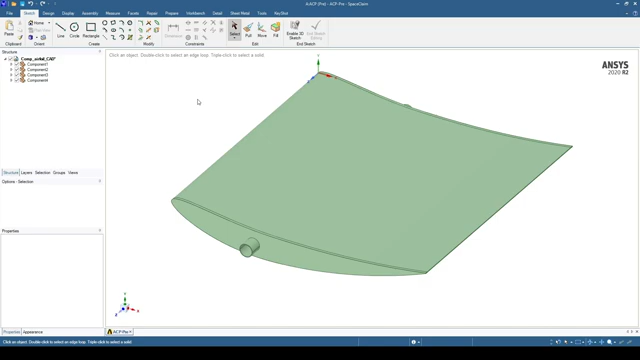 A:ACP (Pre) - ACP-Pre - SpaceClaim
File Sketch Design Display Assembly Measure Facets Repair Prepare Workbench Detail Sheet Metal Tools KeyShot
Home
Paste
Line Circle Rectangle
Select Pull Move Fill
Enable 3D Sketch
End Sketch Editing
Clipboard Orient Create Modify Constraints Edit End Sketch
Structure
Click an object. Double-click to select an edge loop. Triple-click to select a solid.
Comp_airfoil_CAD*
Component1
Component2
Component3
Component4
ANSYS
2020 R2
Structure Layers Selection Groups Views
Options - Selection
Properties
Properties Appearance
ACP-Pre
Click an object. Double-click to select an edge loop. Triple-click to select a solid.